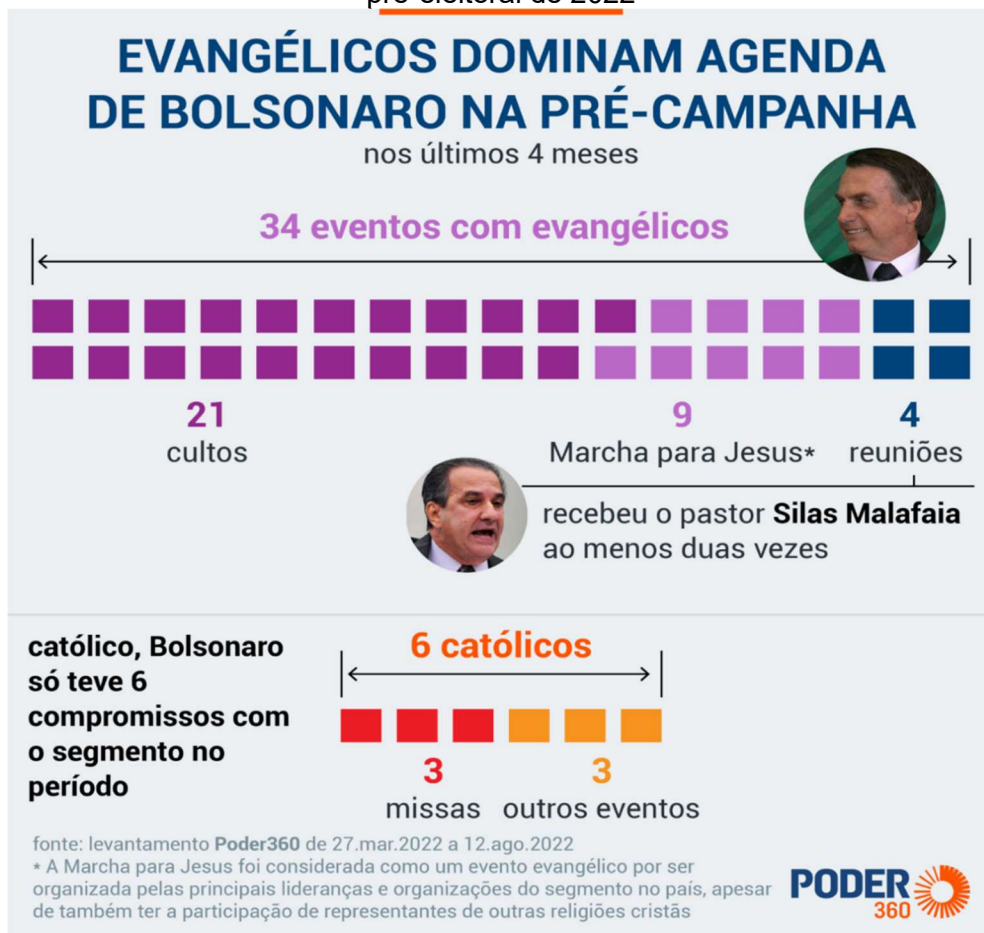 pré-eleitoral de 2022
EVANGÉLICOS DOMINAM AGENDA
DE BOLSONARO NA PRÉ-CAMPANHA
nos últimos 4 meses
34 eventos com evangélicos
21
cultos
9
Marcha para Jesus*
4
reuniões
recebeu o pastor Silas Malafaia
ao menos duas vezes
católico, Bolsonaro
só teve 6
compromissos com
o segmento no
período
6 católicos
3
missas
3
outros eventos
fonte: levantamento Poder360 de 27.mar.2022 a 12.ago.2022
* A Marcha para Jesus foi considerada como um evento evangélico por ser
organizada pelas principais lideranças e organizações do segmento no país, apesar
de também ter a participação de representantes de outras religiões cristãs
PODER
360